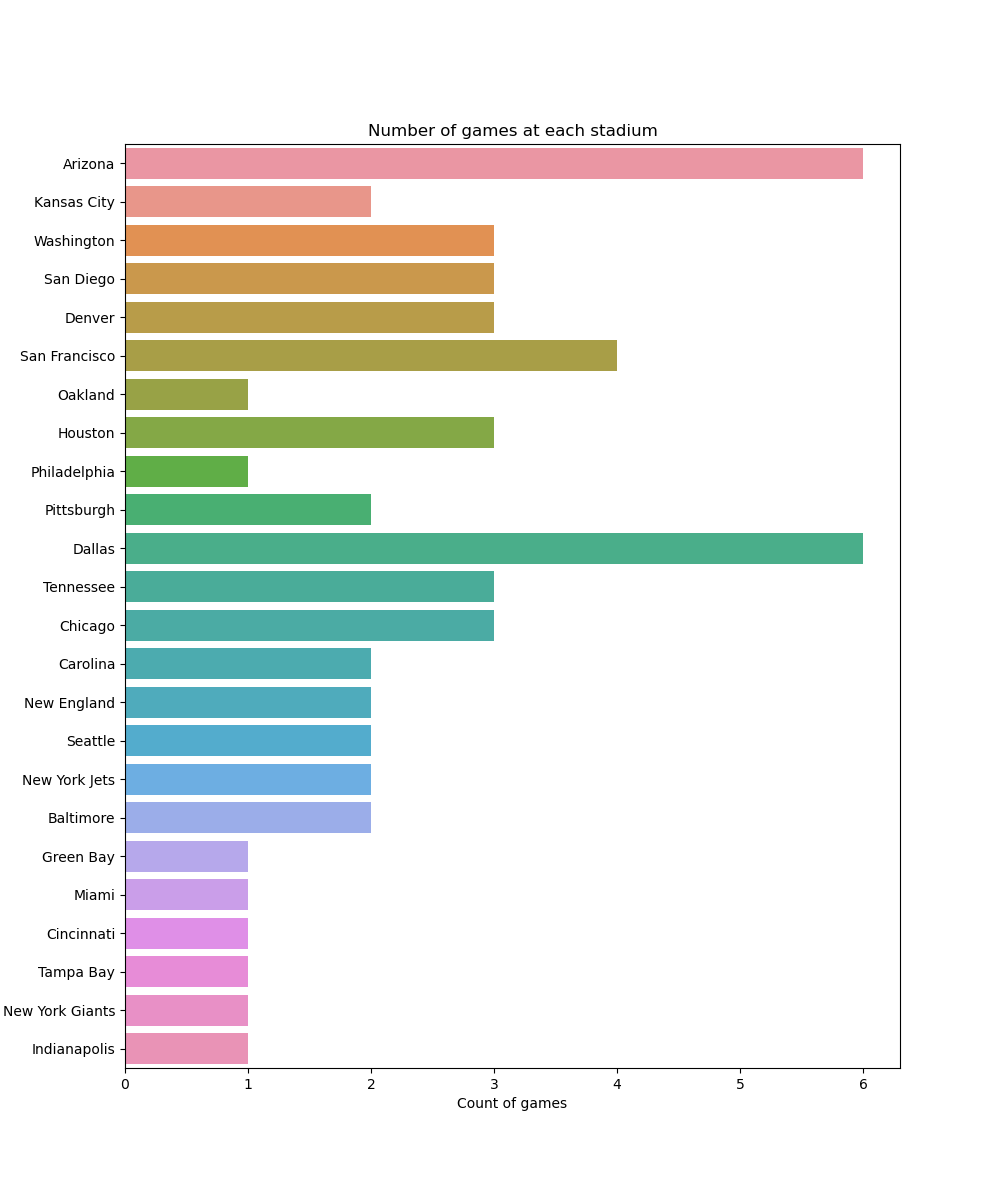 Number of games at each stadium
Arizona
Kansas City
Washington
San Diego
Denver
San Francisco
Oakland
Houston
Philadelphia
Pittsburgh
Dallas
Tennessee
Chicago
Carolina
New England
Seattle
New York Jets
Baltimore
Green Bay
Miami
Cincinnati
Tampa Bay
New York Giants
Indianapolis
0 1 2 3 4 5 6
Count of games